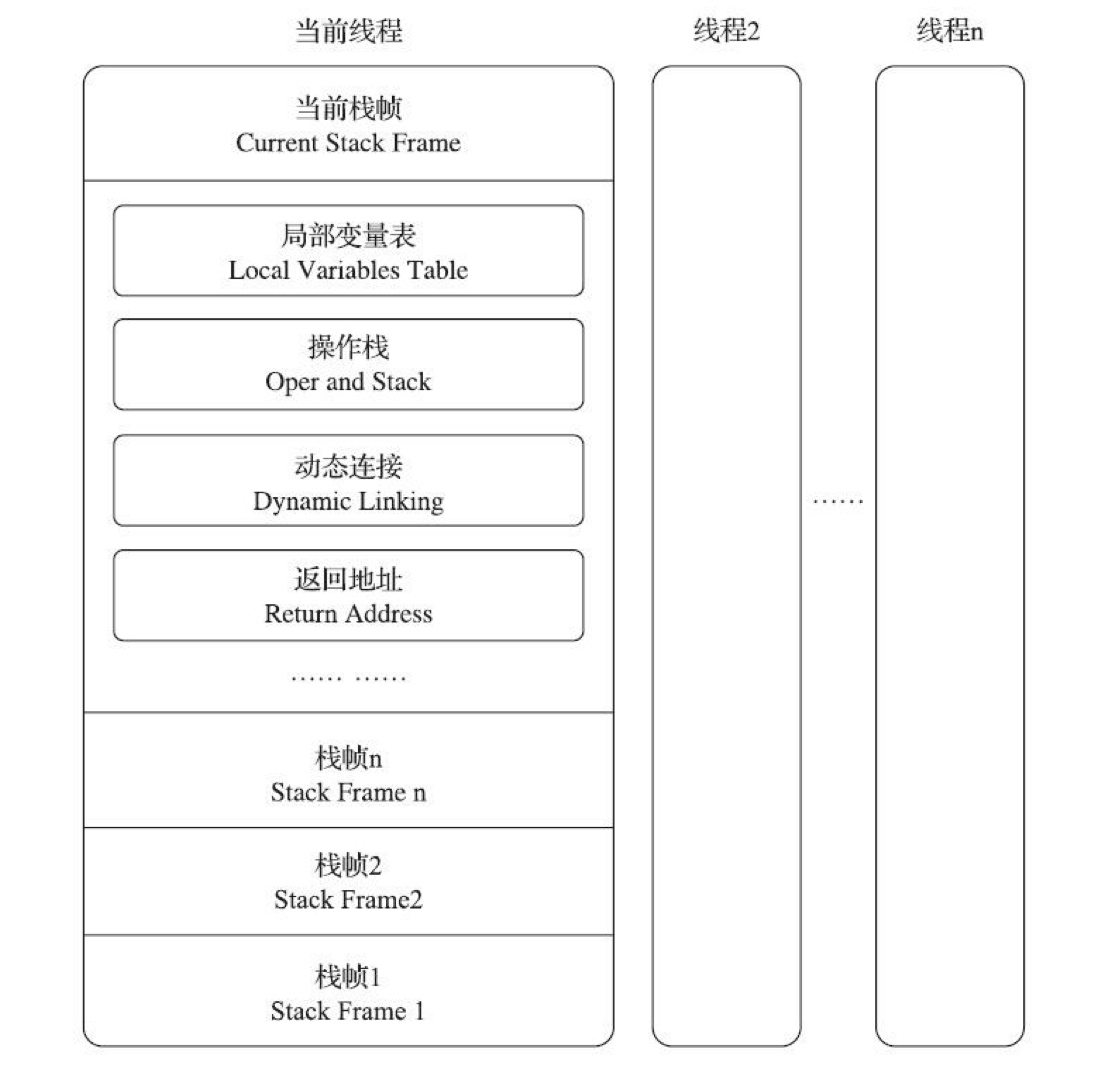 当前线程
线程2
线程n
当前栈帧
Current Stack Frame
局部变量表
Local Variables Table
操作栈
Oper and Stack
动态连接
Dynamic Linking
……
返回地址
Return Address
…… ……
栈帧n
Stack Frame n
栈帧2
Stack Frame2
栈帧1
Stack Frame 1